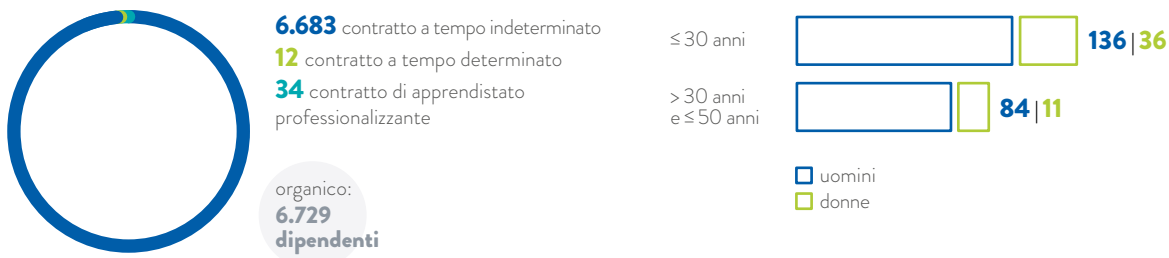 6.683 contratto a tempo indeterminato
12 contratto a tempo determinato
34 contratto di apprendistato
professionalizzante
organico:
6.729
dipendenti
≤ 30 anni
136 | 36
> 30 anni
e ≤ 50 anni
84 | 11
uomini
donne